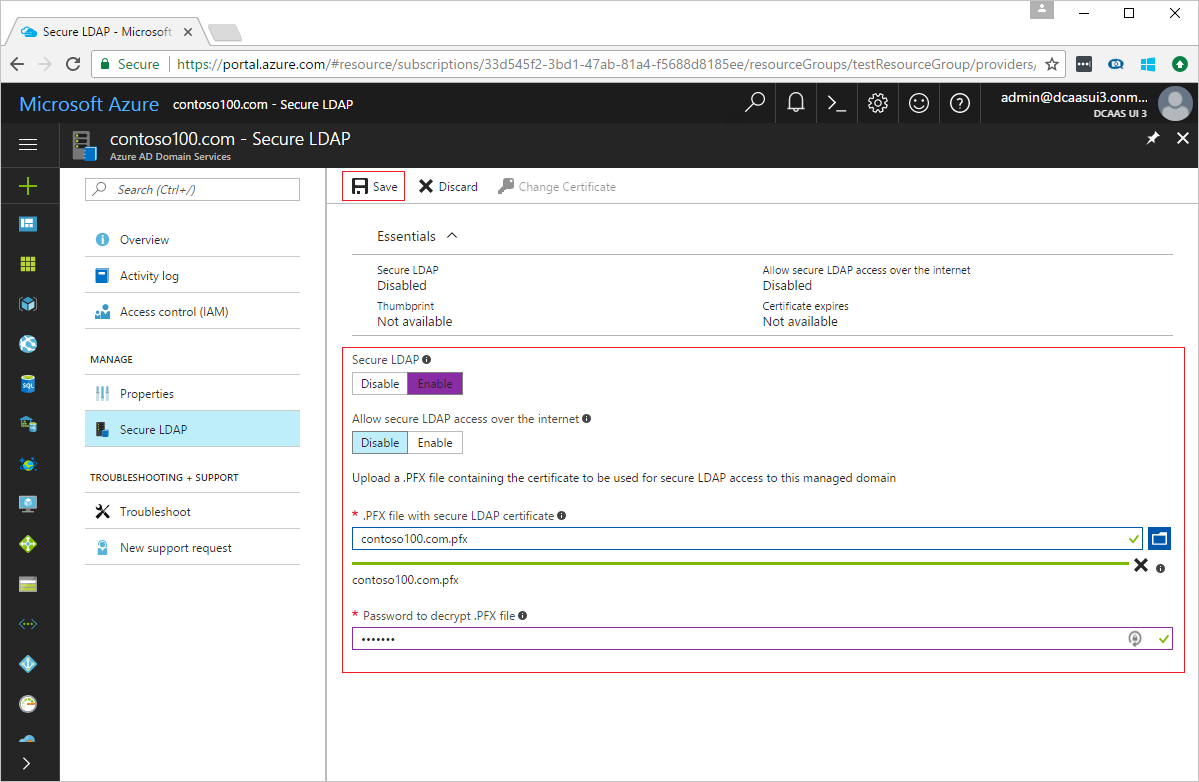 Secure LDAP - Microsoft
Secure https://portal.azure.com/#resource/subscriptions/33d545f2-3bd1-47ab-81a4-f5688d8185ee/resourceGroups/testResourceGroup/providers/
Microsoft Azure contoso100.com - Secure LDAP
admin@dcaasui3.onm...
DCAAS UI 3
contoso100.com - Secure LDAP
Azure AD Domain Services
Search (Ctrl+/)
Overview
Activity log
Access control (IAM)
MANAGE
Properties
Secure LDAP
TROUBLESHOOTING + SUPPORT
Troubleshoot
New support request
SQL
Save Discard Change Certificate
Essentials
Secure LDAP
Disabled
Allow secure LDAP access over the internet
Disabled
Thumbprint
Not available
Certificate expires
Not available
Secure LDAP
Disable Enable
Allow secure LDAP access over the internet
Disable Enable
Upload a .PFX file containing the certificate to be used for secure LDAP access to this managed domain
* .PFX file with secure LDAP certificate
contoso100.com.pfx
contoso100.com.pfx
* Password to decrypt .PFX file
•••••••